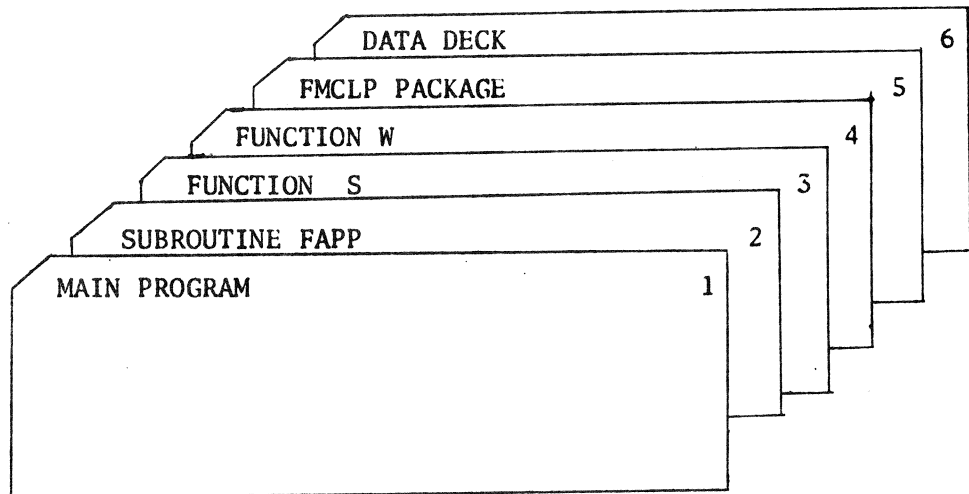 DATA DECK 6
FMCLP PACKAGE 5
FUNCTION W 4
FUNCTION S 3
SUBROUTINE FAPP 2
MAIN PROGRAM 1